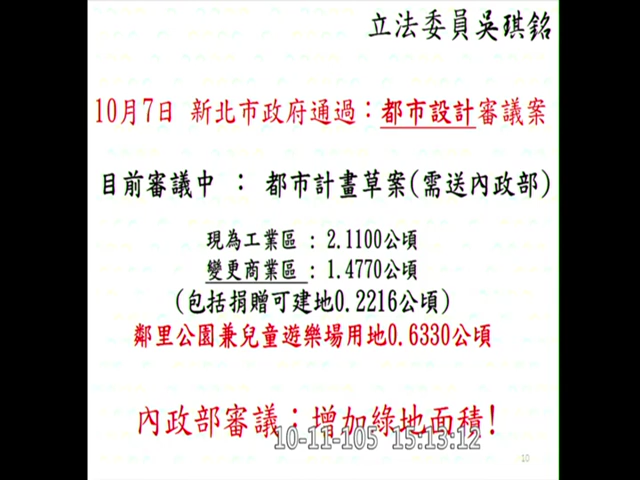 立法委員吳琪銘
10月7日 新北市政府通過：都市設計審議案
目前審議中 ： 都市計畫草案(需送內政部)
現為工業區 : 2.1100公頃
變更商業區 : 1.4770公頃
(包括捐贈可建地0.2216公頃)
鄰里公園兼兒童遊樂場用地0.6330公頃
內政部審議：增加綠地面積!
10-11-105 15:13:12
10